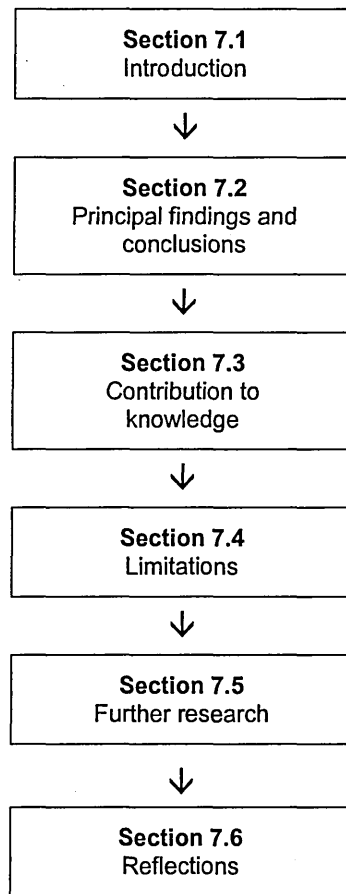 Section 7.1
Introduction
↓
Section 7.2
Principal findings and
conclusions
↓
Section 7.3
Contribution to
knowledge
↓
Section 7.4
Limitations
↓
Section 7.5
Further research
↓
Section 7.6
Reflections